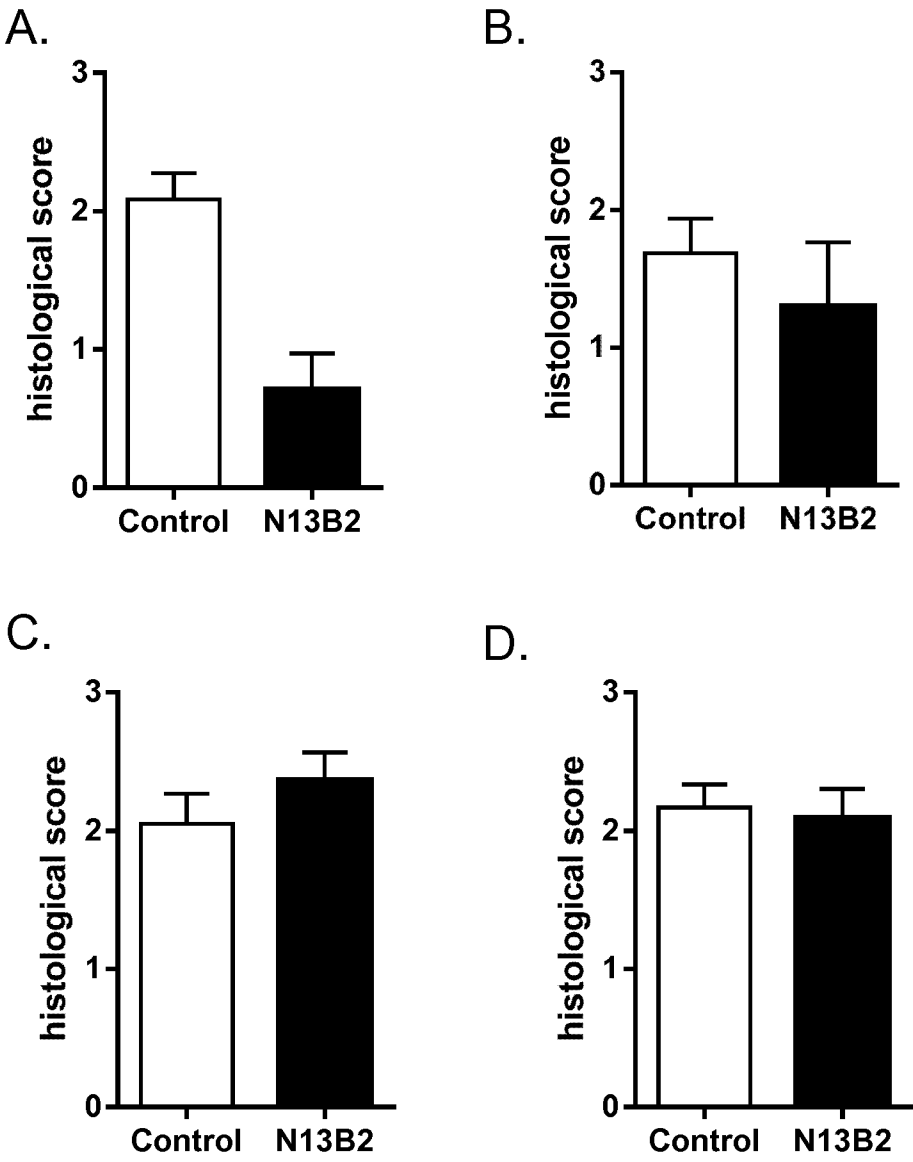 A.
histological score
3
2
1
0
Control N13B2
B.
histological score
3
2
1
0
Control N13B2
C.
histological score
3
2
1
0
Control N13B2
D.
histological score
3
2
1
0
Control N13B2